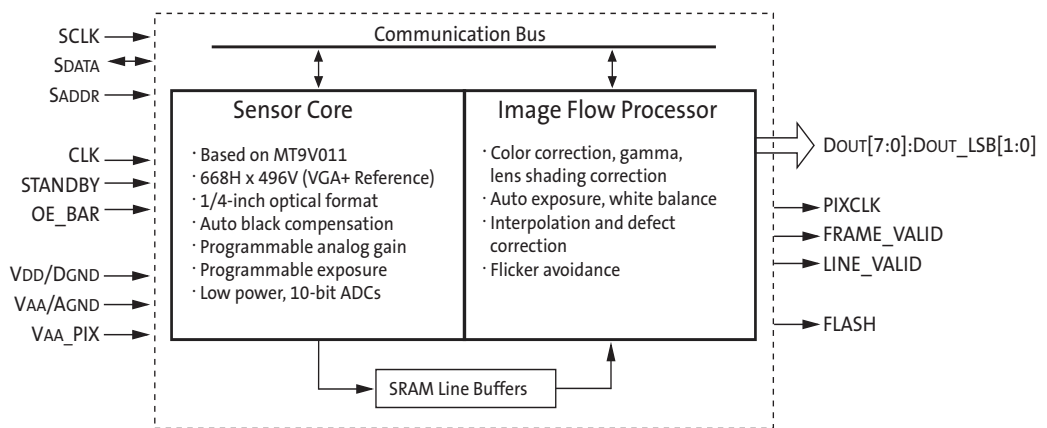 SCLK
SDATA
SADDR
CLK
STANDBY
OE_BAR
VDD/DGND
VAA/AGND
VAA_PIX
Communication Bus
Sensor Core
· Based on MT9V011
· 668H x 496V (VGA+ Reference)
· 1/4-inch optical format
· Auto black compensation
· Programmable analog gain
· Programmable exposure
· Low power, 10-bit ADCs
Image Flow Processor
· Color correction, gamma,
lens shading correction
· Auto exposure, white balance
· Interpolation and defect
correction
· Flicker avoidance
SRAM Line Buffers
DOUT[7:0]:DOUT_LSB[1:0]
PIXCLK
FRAME_VALID
LINE_VALID
FLASH